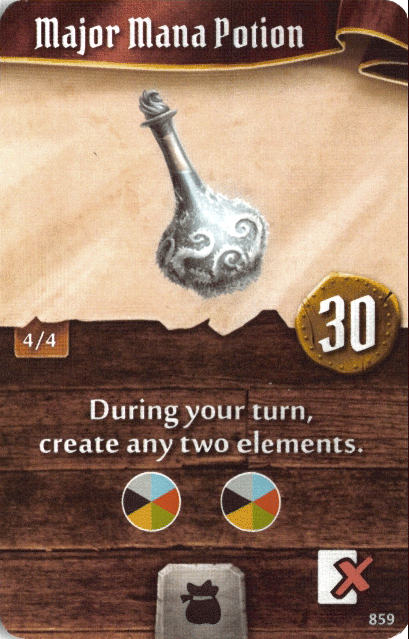 Major Mana Potion
30
4/4
During your turn,
create any two elements.
859